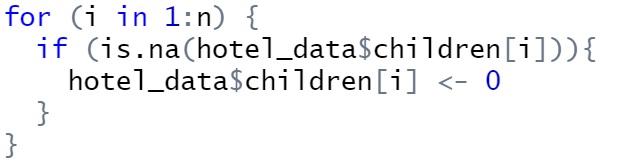 for (i in 1:n) {
  if (is.na(hotel_data$children[i])){
    hotel_data$children[i] <- 0
  }
}